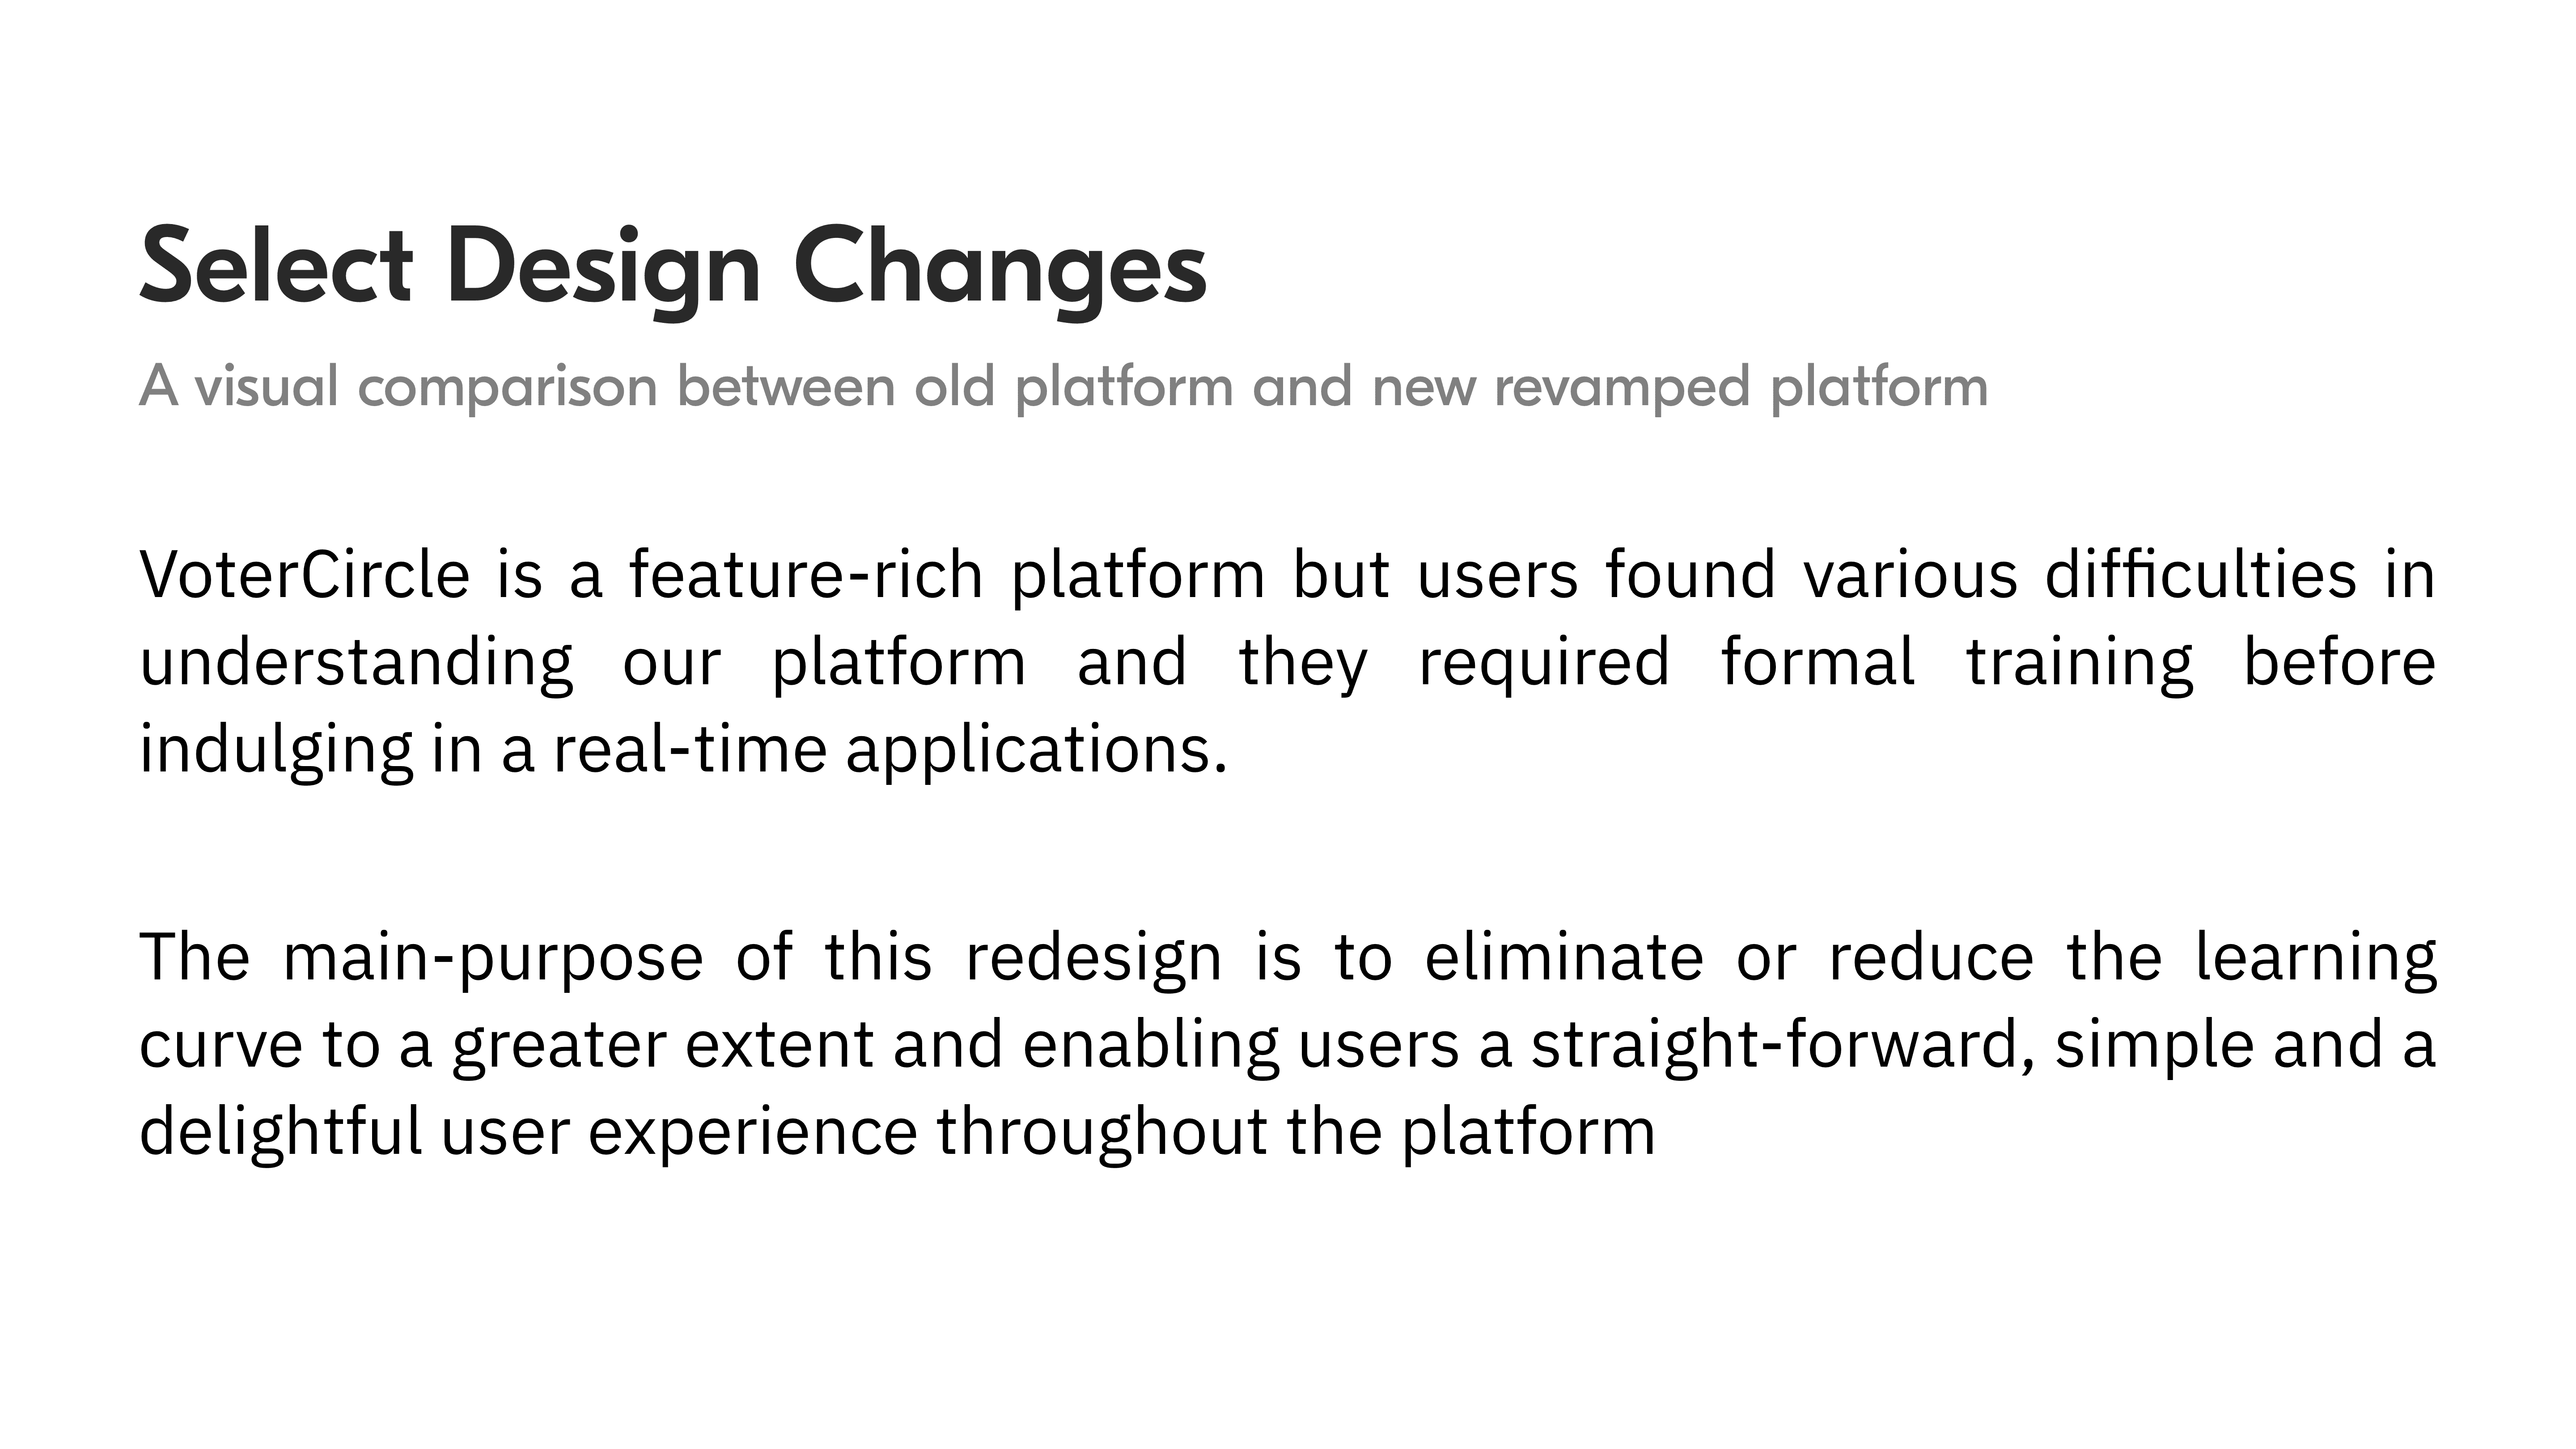 Select Design Changes
A visual comparison between old platform and new revamped platform
VoterCircle is a feature-rich platform but users found various difficulties in
understanding our platform and they required formal training before
indulging in a real-time applications.
The main-purpose of this redesign is to eliminate or reduce the learning
curve to a greater extent and enabling users a straight-forward, simple and a
delightful user experience throughout the platform